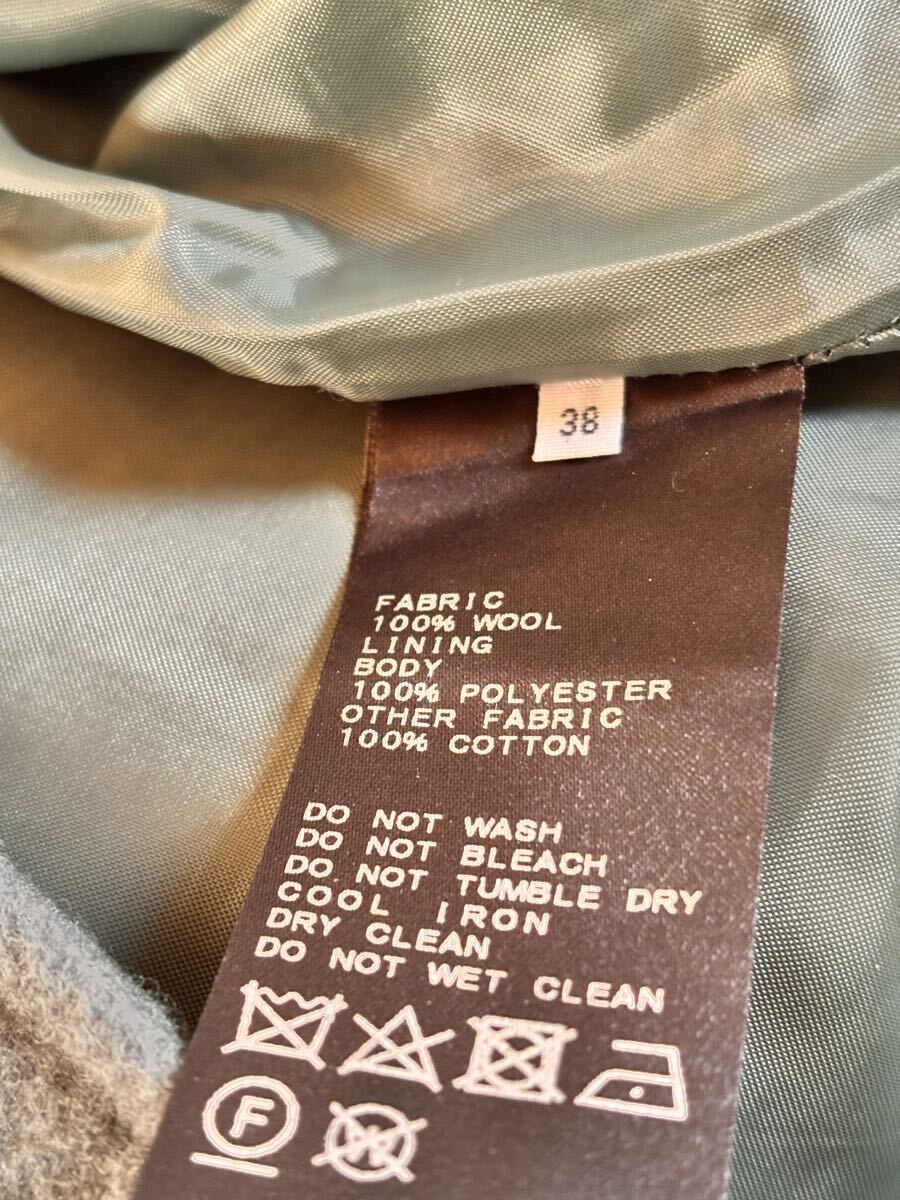 38
FABRIC
100% WOOL
LINING
BODY
100% POLYESTER
OTHER FABRIC
100% COTTON
DO NOT WASH
DO NOT BLEACH
DO NOT TUMBLE DRY
COOL IRON
DRY CLEAN
DO NOT WET CLEAN
F W